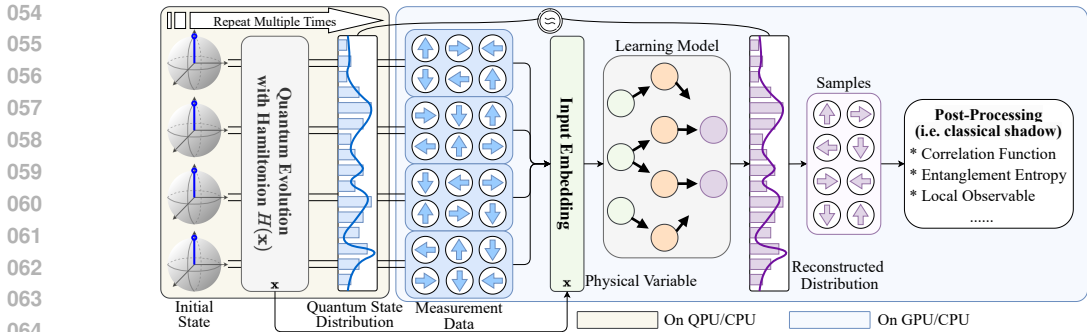 054
055
056
057
058
059
060
061
062
063
064
Repeat Multiple Times
Quantum Evolution
with Hamiltonion H(x)
x
Initial
State
Quantum State
Distribution
Measurement
Data
Input Embedding
x
Physical Variable
Learning Model
Reconstructed
Distribution
Samples
Post-Processing
(i.e. classical shadow)
* Correlation Function
* Entanglement Entropy
* Local Observable
......
On QPU/CPU
On GPU/CPU